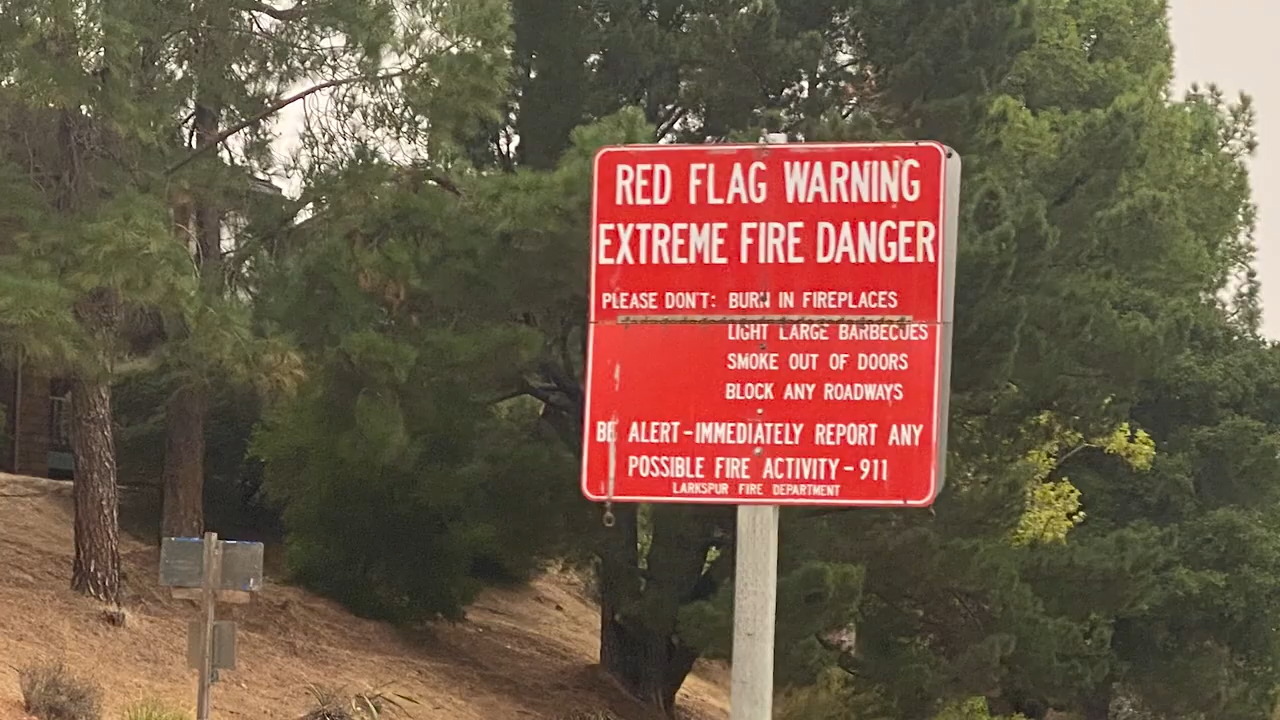 RED FLAG WARNING
EXTREME FIRE DANGER
PLEASE DON'T: BURN IN FIREPLACES
LIGHT LARGE BARBECUES
SMOKE OUT OF DOORS
BLOCK ANY ROADWAYS
BE ALERT-IMMEDIATELY REPORT ANY
POSSIBLE FIRE ACTIVITY-911
LARKSPUR FIRE DEPARTMENT